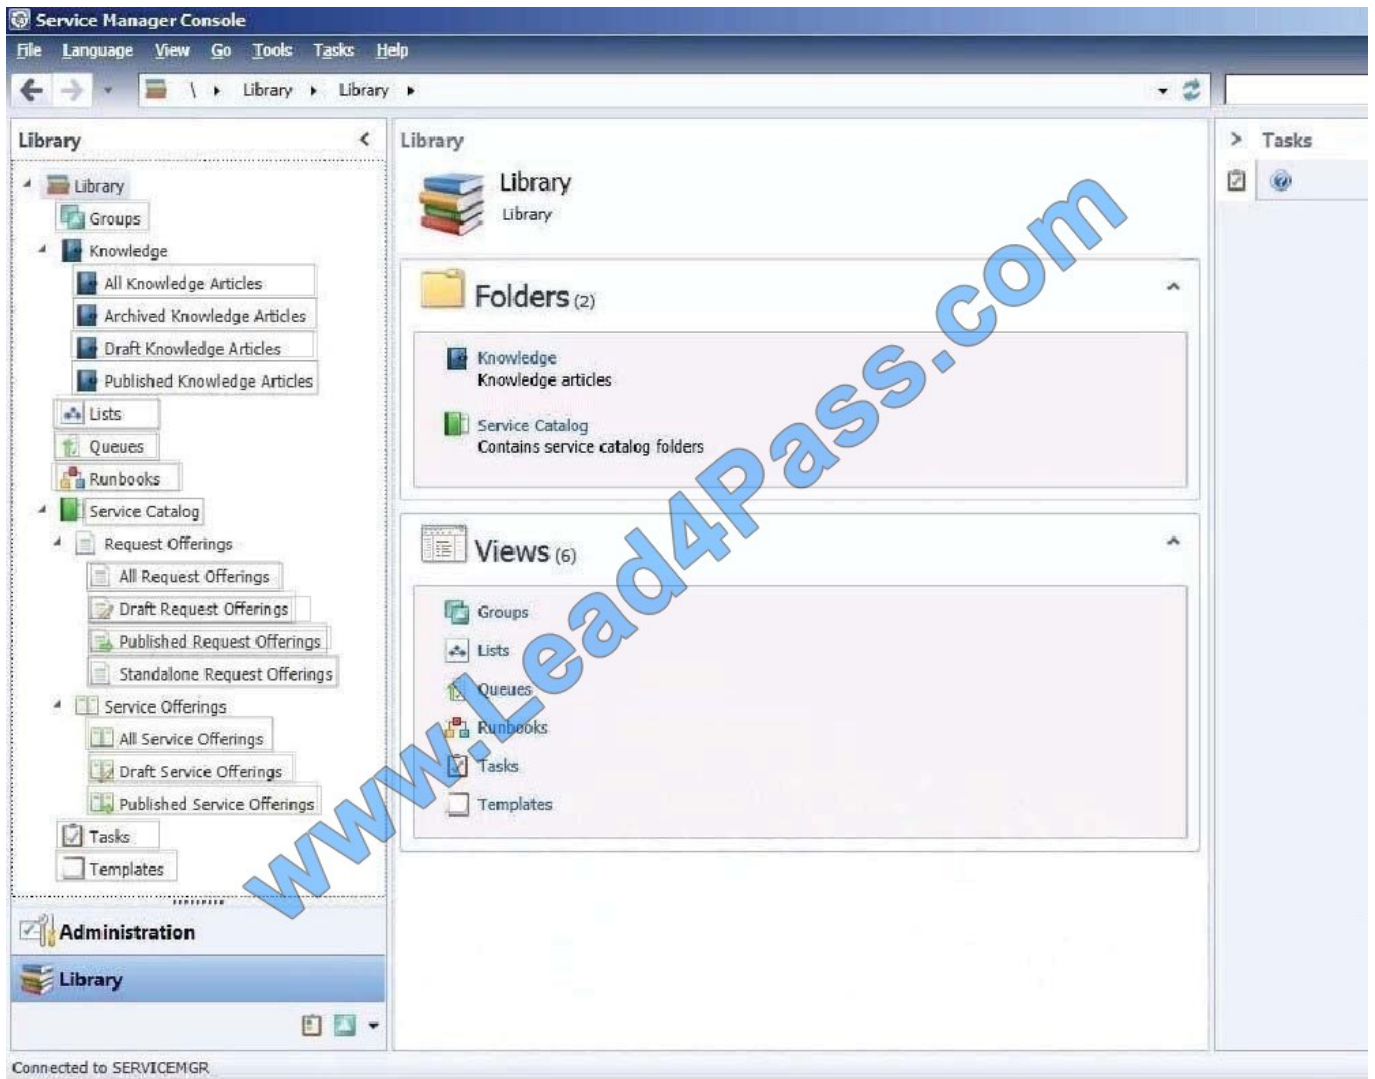 Service Manager Console
File Language View Go Tools Tasks Help
\ Library Library
Library
Library
Groups
Knowledge
All Knowledge Articles
Archived Knowledge Articles
Draft Knowledge Articles
Published Knowledge Articles
Lists
Queues
Runbooks
Service Catalog
Request Offerings
All Request Offerings
Draft Request Offerings
Published Request Offerings
Standalone Request Offerings
Service Offerings
All Service Offerings
Draft Service Offerings
Published Service Offerings
Tasks
Templates
Administration
Library
Library
Library
Library
Folders (2)
Knowledge
Knowledge articles
Service Catalog
Contains service catalog folders
Views (6)
Groups
Lists
Queues
Runbooks
Tasks
Templates
Tasks
www.Lead4Pass.com
Connected to SERVICEMGR